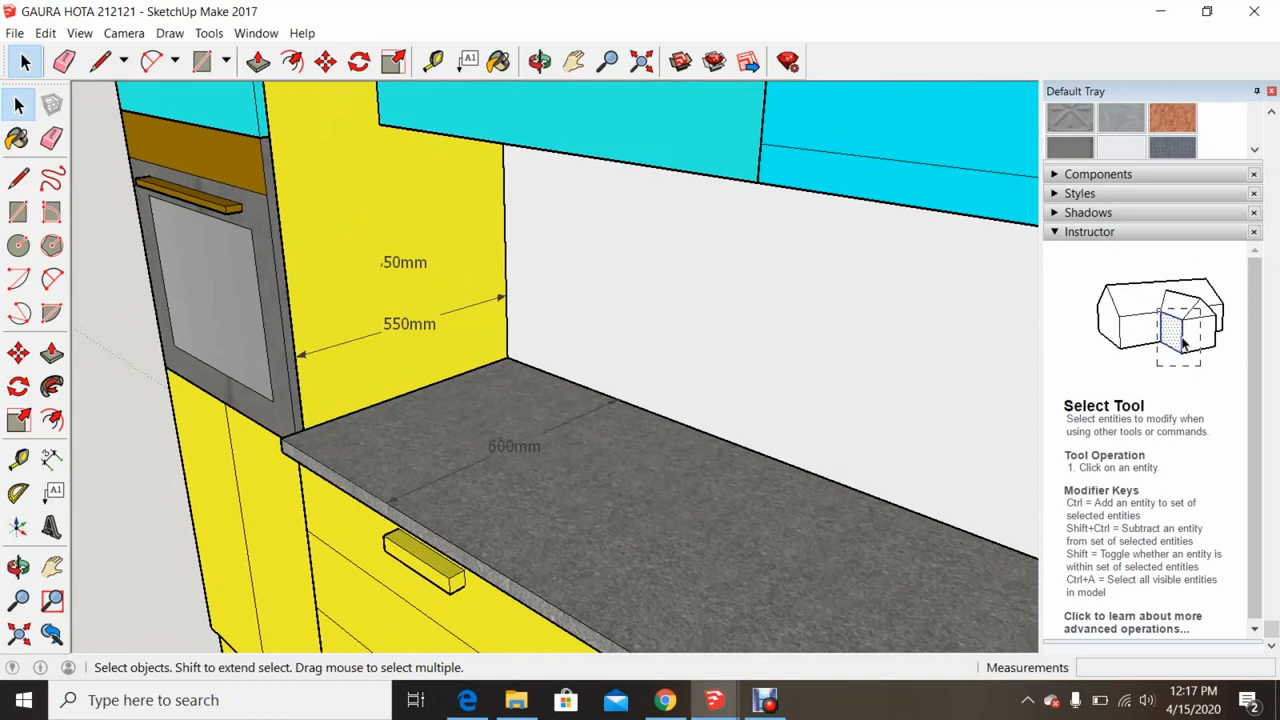 GAURA HOTA 212121 - SketchUp Make 2017
File Edit View Camera Draw Tools Window Help
A1
Default Tray
Components
Styles
Shadows
Instructor
50mm
550mm
600mm
A1
Select Tool
Select entities to modify when
using other tools or commands.
Tool Operation
1. Click on an entity.
Modifier Keys
Ctrl = Add an entity to set of
selected entities
Shift+Ctrl = Subtract an entity
from set of selected entities
Shift = Toggle whether an entity is
within set of selected entities
Ctrl+A = Select all visible entities
in model
Click to learn about more
advanced operations...
Select objects. Shift to extend select. Drag mouse to select multiple.
Measurements
Type here to search
12:17 PM
4/15/2020
2